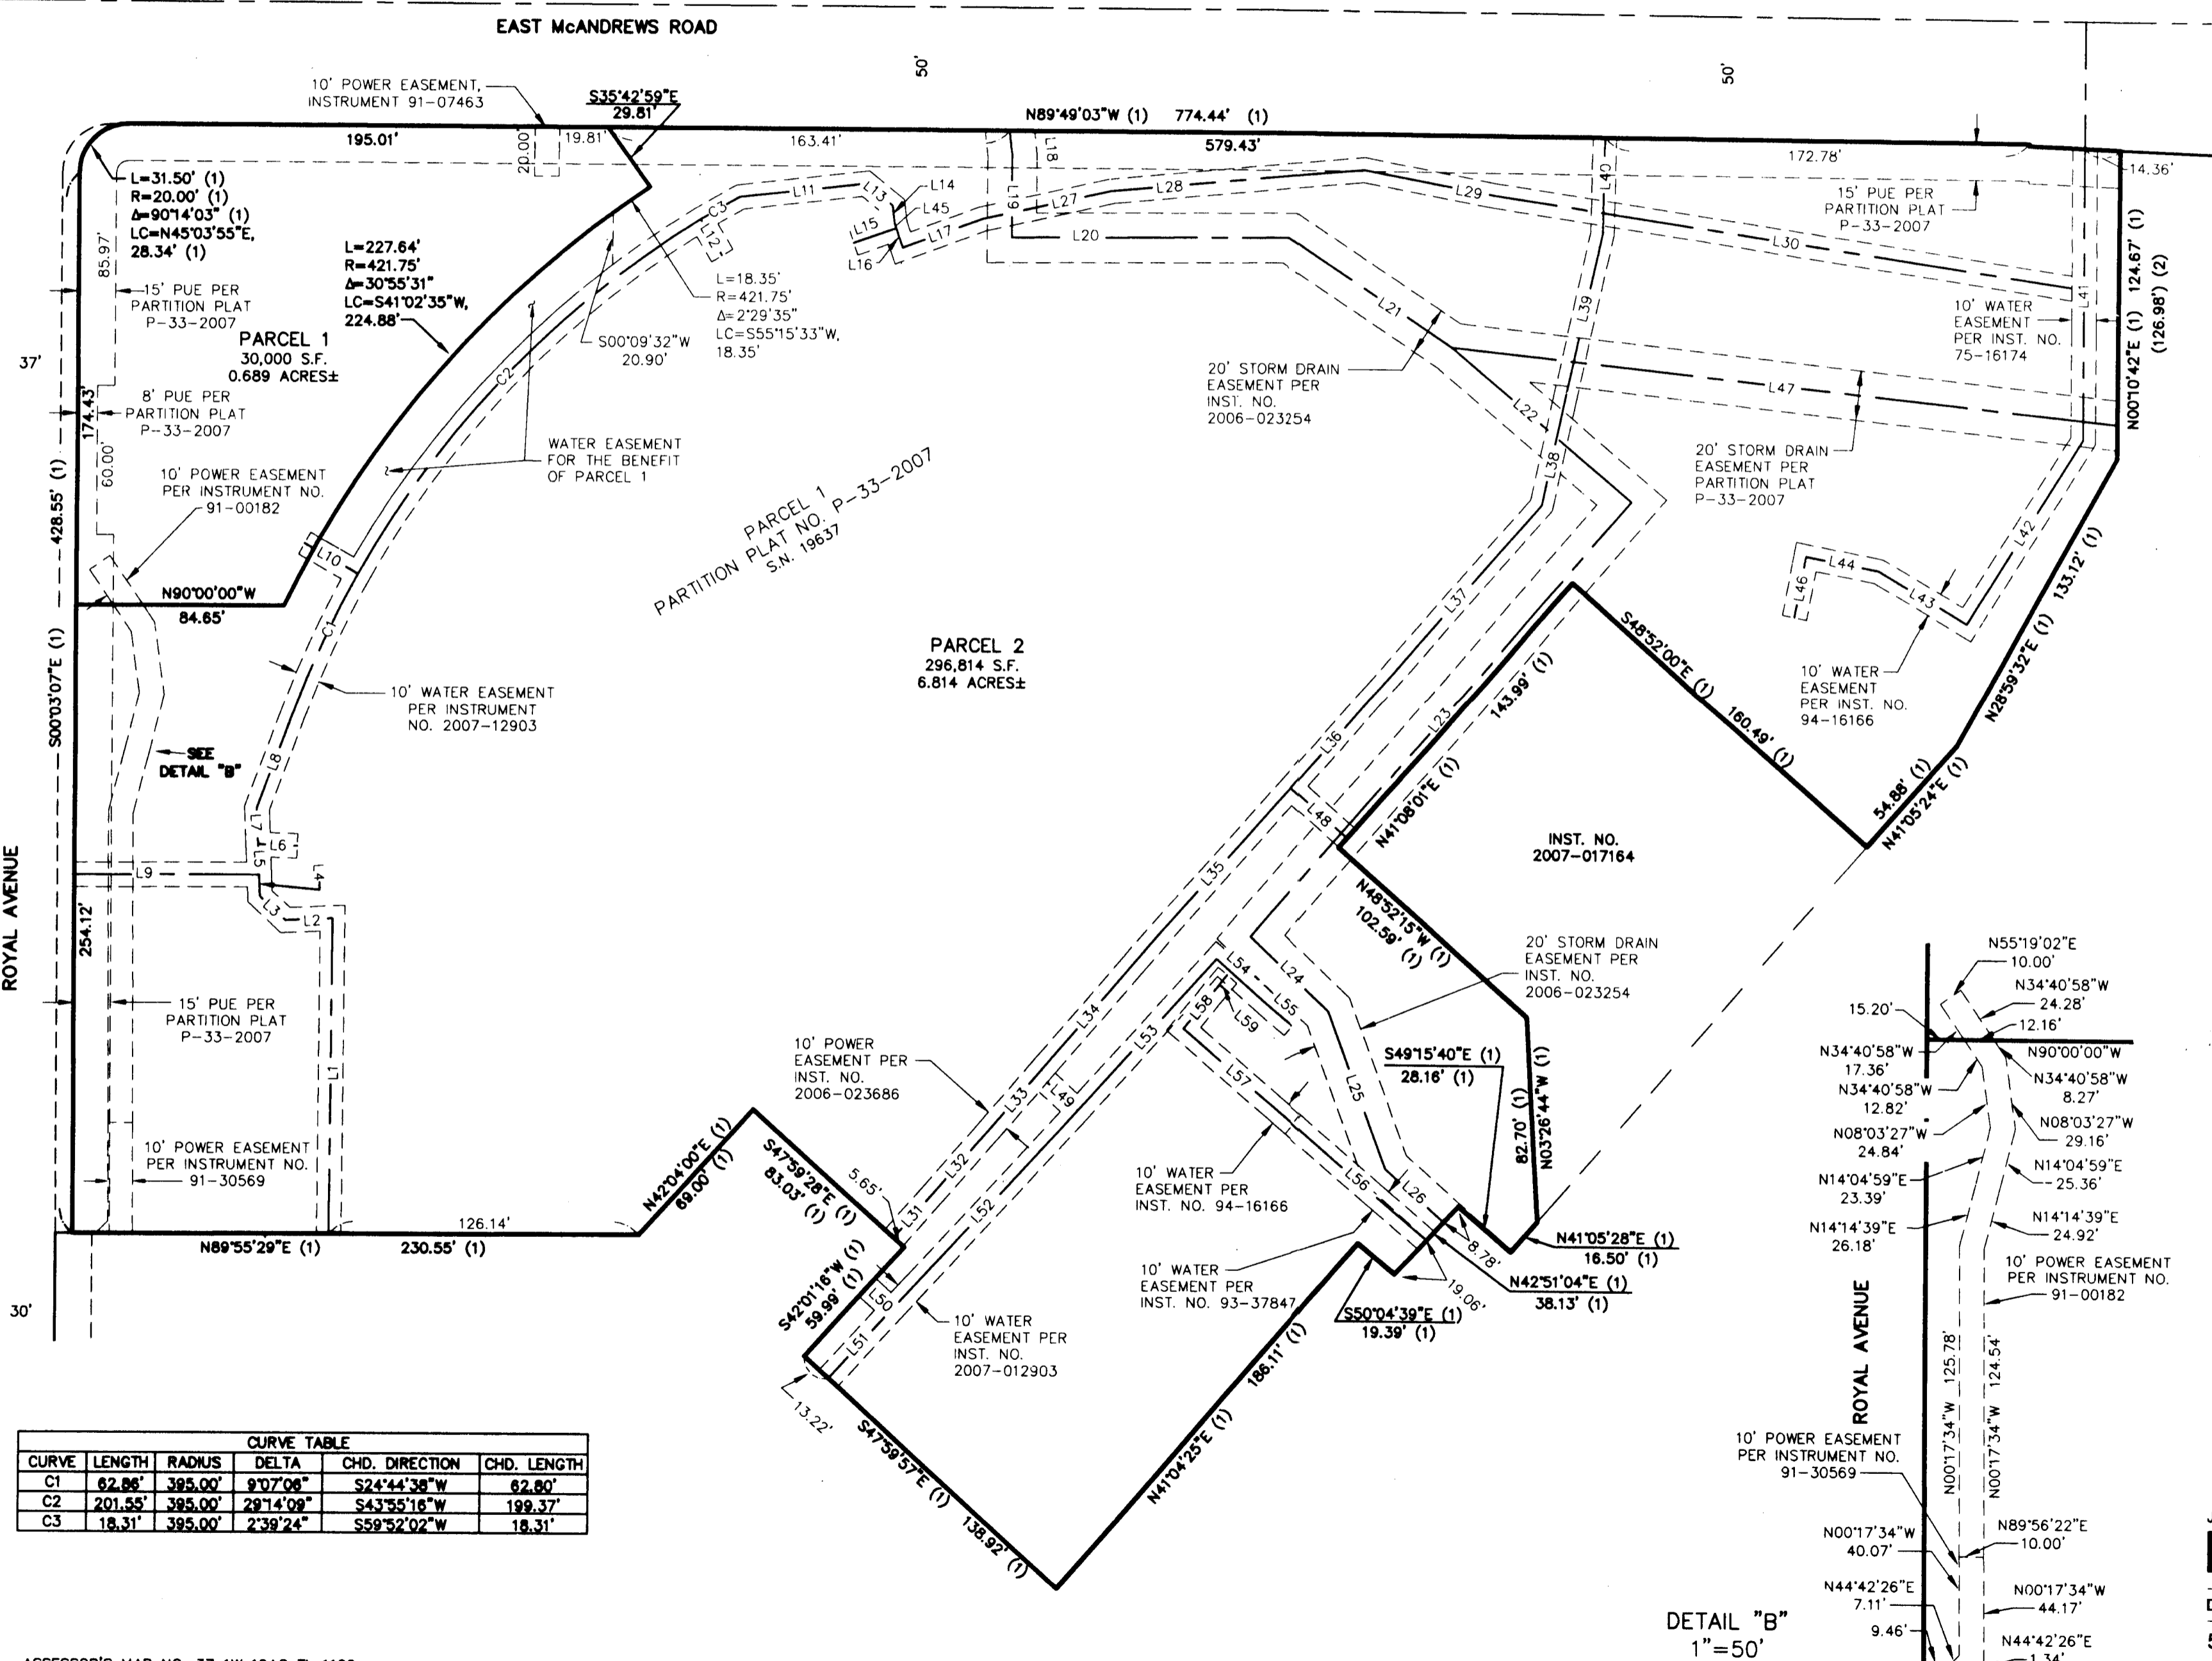 EAST McANDREWS ROAD
50'
50'
10' POWER EASEMENT,
INSTRUMENT 91-07463
S35°42'59"E
29.81'
N89°49'03"W (1) 774.44' (1)
195.01'
20.00'
19.81'
163.41'
L18
579.43'
172.78'
14.36'
L=31.50' (1)
R=20.00' (1)
Δ=90°14'03" (1)
LC=N45°03'55"E,
28.34' (1)
L=227.64'
R=421.75'
Δ=30°55'31"
LC=S41°02'35"W,
224.88'
85.97'
15' PUE PER
PARTITION PLAT
P-33-2007
PARCEL 1
30,000 S.F.
0.689 ACRES±
37'
8' PUE PER
PARTITION PLAT
P-33-2007
174.43'
60.00'
428.55' (1)
S00°03'07"E (1)
10' POWER EASEMENT
PER INSTRUMENT NO.
91-00182
N90°00'00"W
84.65'
L=18.35'
R=421.75'
Δ=2°29'35"
LC=S55°15'33"W,
18.35'
S00°09'32"W
20.90'
WATER EASEMENT
FOR THE BENEFIT
OF PARCEL 1
C3
L11
L12
L13
L14
L45
L15
L16
L17
L19
L27
L28
L20
L29
L40
L30
L41
L21
L39
L22
L47
L38
C2
L10
C1
15' PUE PER
PARTITION PLAT
P-33-2007
10' WATER
EASEMENT
PER INST. NO.
75-16174
N00°10'42"E (1) 124.67' (1)
(126.98') (2)
20' STORM DRAIN
EASEMENT PER
INST. NO.
2006-023254
20' STORM DRAIN
EASEMENT PER
PARTITION PLAT
P-33-2007
PARCEL 1
PARTITION PLAT NO. P-33-2007
S.N. 19637
PARCEL 2
296,814 S.F.
6.814 ACRES±
L37
L42
L44
L46
L43
133.12' (1)
N28°59'32"E (1)
10' WATER
EASEMENT
PER INST. NO.
94-16166
S48°52'00"E (1)
160.49' (1)
143.99' (1)
L23
N41°08'01"E (1)
54.88' (1)
N41°05'24"E (1)
INST. NO.
2007-017164
10' WATER EASEMENT
PER INSTRUMENT
NO. 2007-12903
SEE
DETAIL "B"
L8
L7
L5
L6
L4
L9
L3
L2
L1
ROYAL AVENUE
254.12'
15' PUE PER
PARTITION PLAT
P-33-2007
10' POWER EASEMENT
PER INSTRUMENT NO.
91-30569
30'
126.14'
N89°55'29"E (1)
230.55' (1)
N42°04'00"E (1)
69.00' (1)
S47°59'28"E (1)
83.03' (1)
5.65'
S42°01'16"W (1)
59.99' (1)
10' POWER
EASEMENT PER
INST. NO.
2006-023686
L36
L48
L35
L34
L33
L32
L31
L49
L50
L51
L52
L53
L54
L55
L58
L59
L57
L56
L24
L25
L26
N48°52'15"W (1)
102.59' (1)
20' STORM DRAIN
EASEMENT PER
INST. NO.
2006-023254
S49°15'40"E (1)
28.16' (1)
82.70' (1)
N03°26'44"W (1)
10' WATER
EASEMENT PER
INST. NO. 94-16166
10' WATER
EASEMENT PER
INST. NO. 93-37847
8.78'
19.06'
N41°05'28"E (1)
16.50' (1)
N42°51'04"E (1)
38.13' (1)
S50°04'39"E (1)
19.39' (1)
10' WATER
EASEMENT PER
INST. NO.
2007-012903
13.22'
S47°59'57"E (1)
138.92' (1)
186.11' (1)
N41°04'25"E (1)
CURVE TABLE
CURVE LENGTH RADIUS DELTA CHD. DIRECTION CHD. LENGTH
C1 62.86' 395.00' 9°07'06" S24°44'38"W 62.80'
C2 201.55' 395.00' 29°14'09" S43°55'16"W 199.37'
C3 18.31' 395.00' 2°39'24" S59°52'02"W 18.31'
N55°19'02"E
10.00'
N34°40'58"W
24.28'
15.20'
12.16'
N34°40'58"W
17.36'
N90°00'00"W
N34°40'58"W
12.82'
N34°40'58"W
8.27'
N08°03'27"W
24.84'
N08°03'27"W
29.16'
N14°04'59"E
23.39'
N14°04'59"E
25.36'
N14°14'39"E
26.18'
N14°14'39"E
24.92'
10' POWER EASEMENT
PER INSTRUMENT NO.
91-00182
ROYAL AVENUE
N00°17'34"W 125.78'
N00°17'34"W 124.54'
10' POWER EASEMENT
PER INSTRUMENT NO.
91-30569
N00°17'34"W
40.07'
N89°56'22"E
10.00'
N44°42'26"E
7.11'
N00°17'34"W
44.17'
9.46'
N44°42'26"E
1.34'
DETAIL "B"
1"=50'